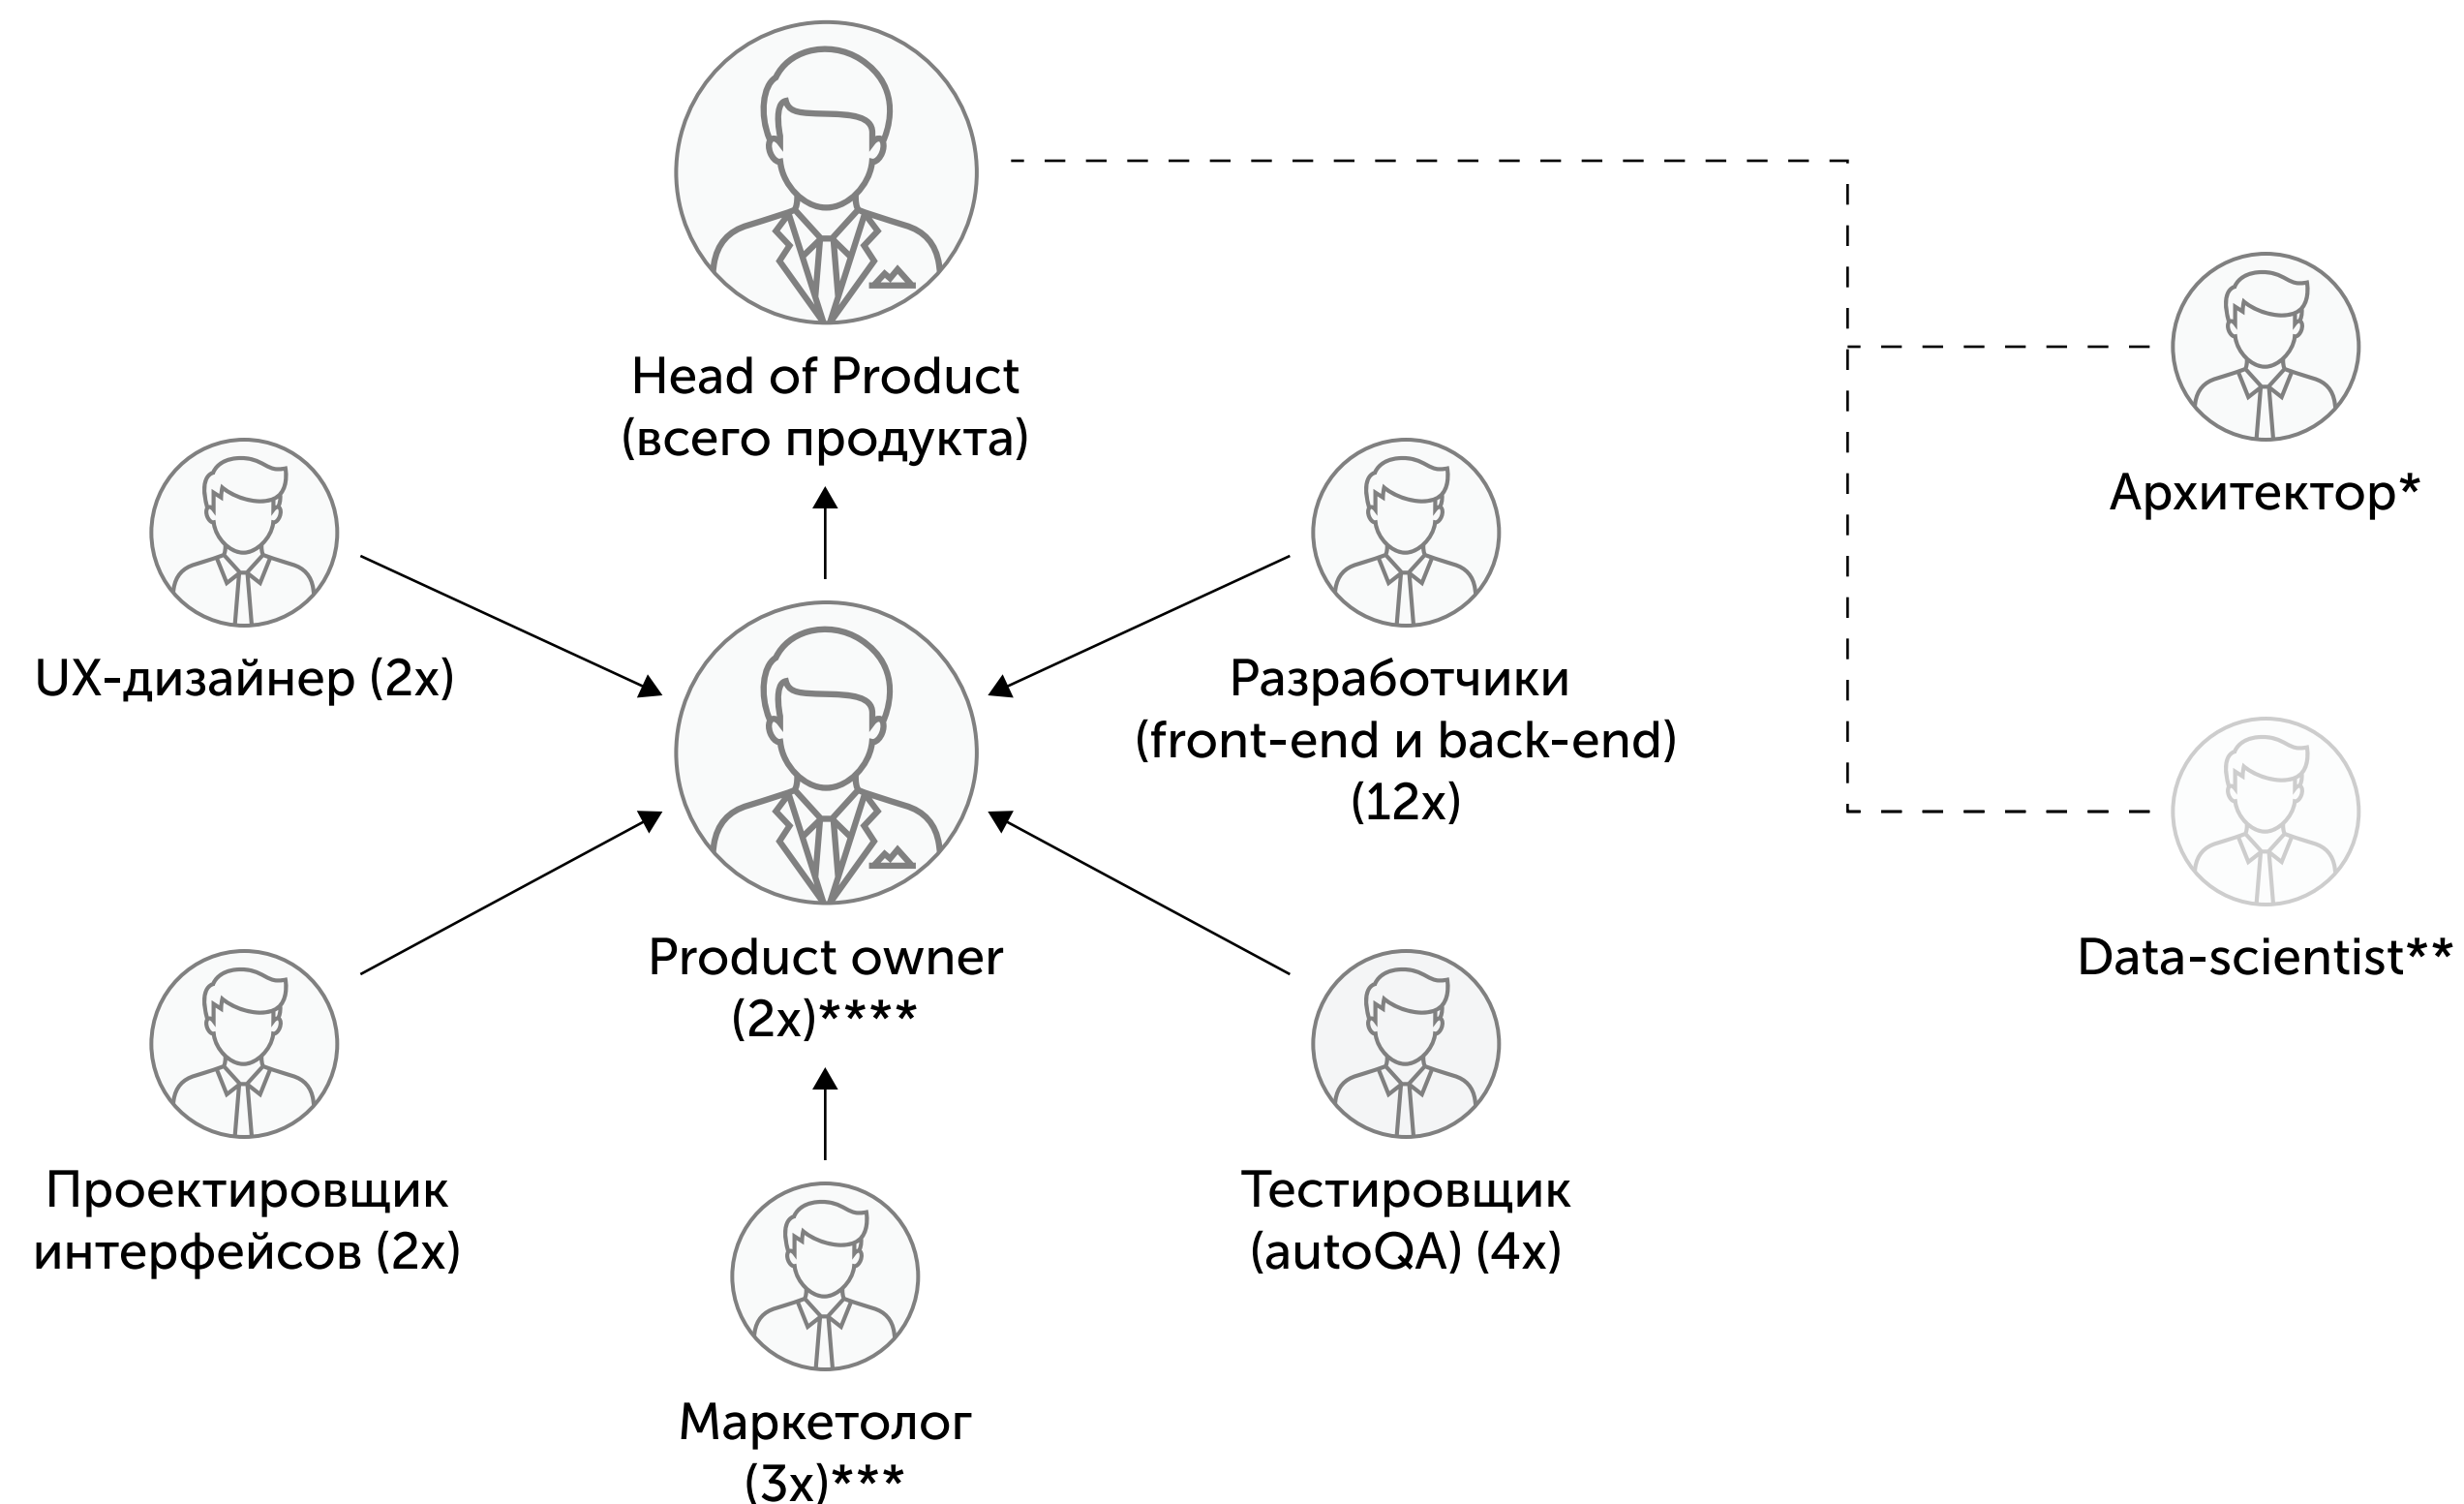 Head of Product
(всего продукта)
Архитектор*
UX-дизайнер (2x)
Разработчики
(front-end и back-end)
(12x)
Product owner
(2x)****
Data-scientist**
Проектировщик
интерфейсов (2x)
Тестировщик
(autoQA) (4x)
Маркетолог
(3x)***